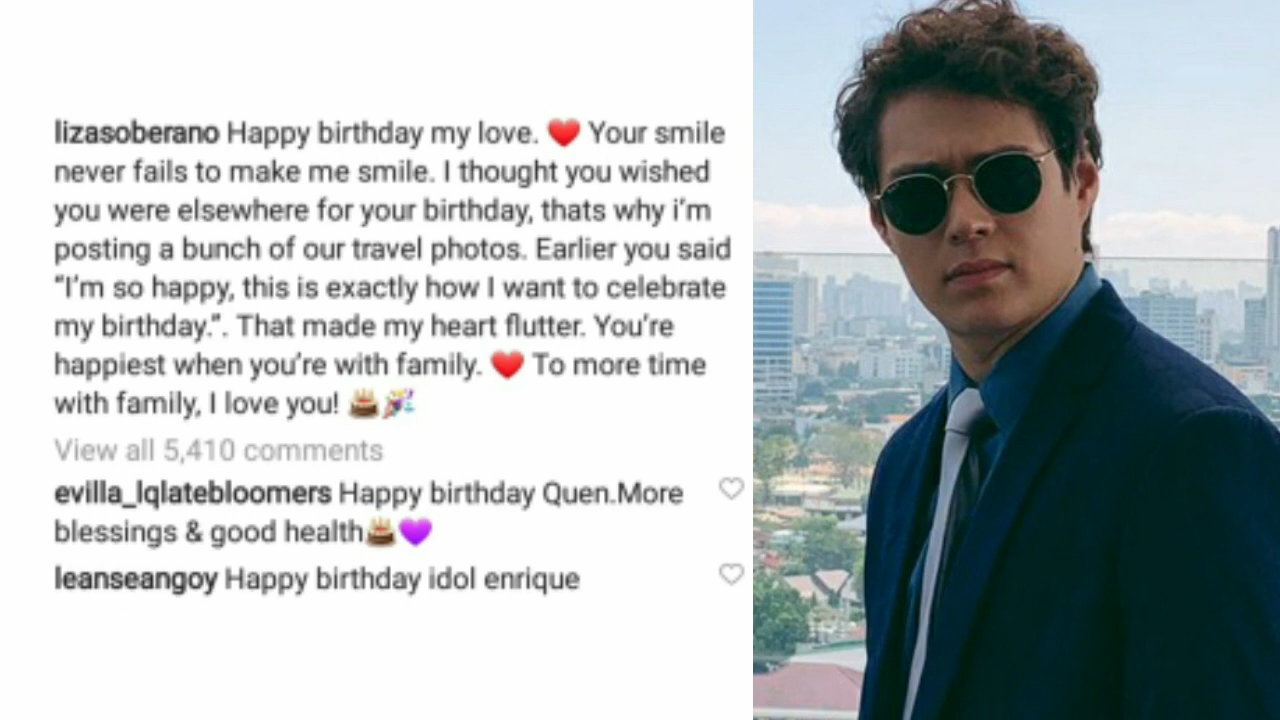 lizasoberano Happy birthday my love. ❤️ Your smile
never fails to make me smile. I thought you wished
you were elsewhere for your birthday, thats why i'm
posting a bunch of our travel photos. Earlier you said
"I'm so happy, this is exactly how I want to celebrate
my birthday.". That made my heart flutter. You're
happiest when you're with family. ❤️ To more time
with family, I love you! 🎂🎉
View all 5,410 comments
evilla_lqlatebloomers Happy birthday Quen.More
blessings & good health🎂💜
leanseangoy Happy birthday idol enrique